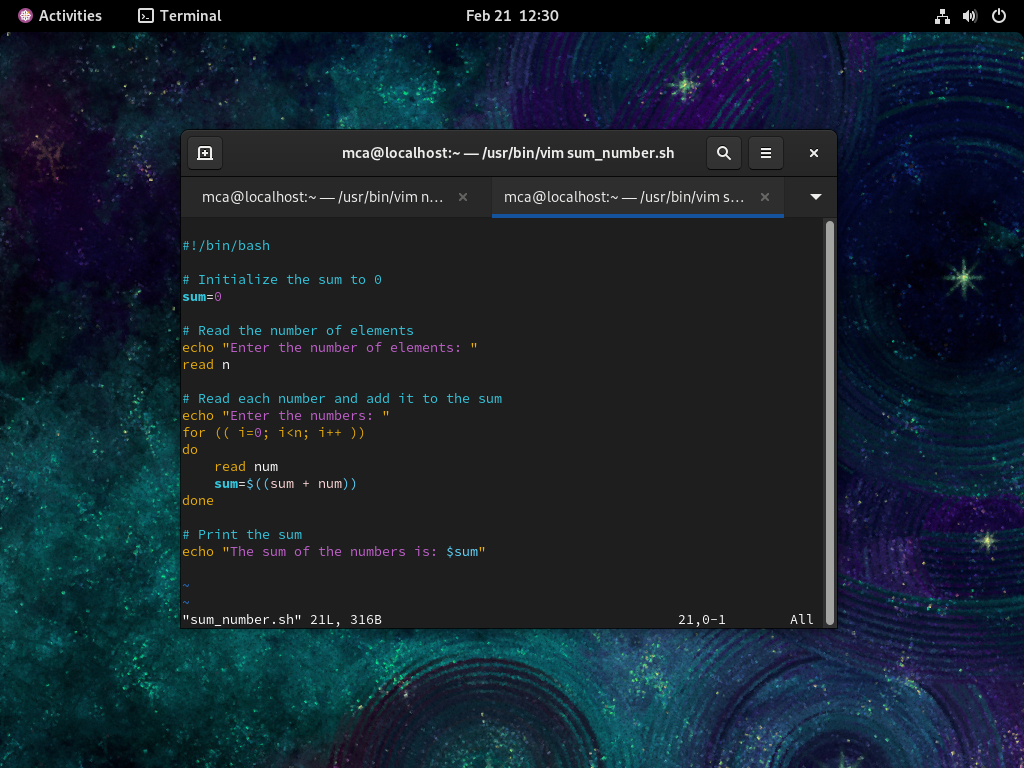 Activities
Terminal
Feb 21 12:30
mca@localhost:~ — /usr/bin/vim sum_number.sh
mca@localhost:~ — /usr/bin/vim n…
mca@localhost:~ — /usr/bin/vim s…
#!/bin/bash
# Initialize the sum to 0
sum=0
# Read the number of elements
echo "Enter the number of elements: "
read n
# Read each number and add it to the sum
echo "Enter the numbers: "
for (( i=0; i<n; i++ ))
do
    read num
    sum=$((sum + num))
done
# Print the sum
echo "The sum of the numbers is: $sum"
~
~
"sum_number.sh" 21L, 316B 21,0-1 All